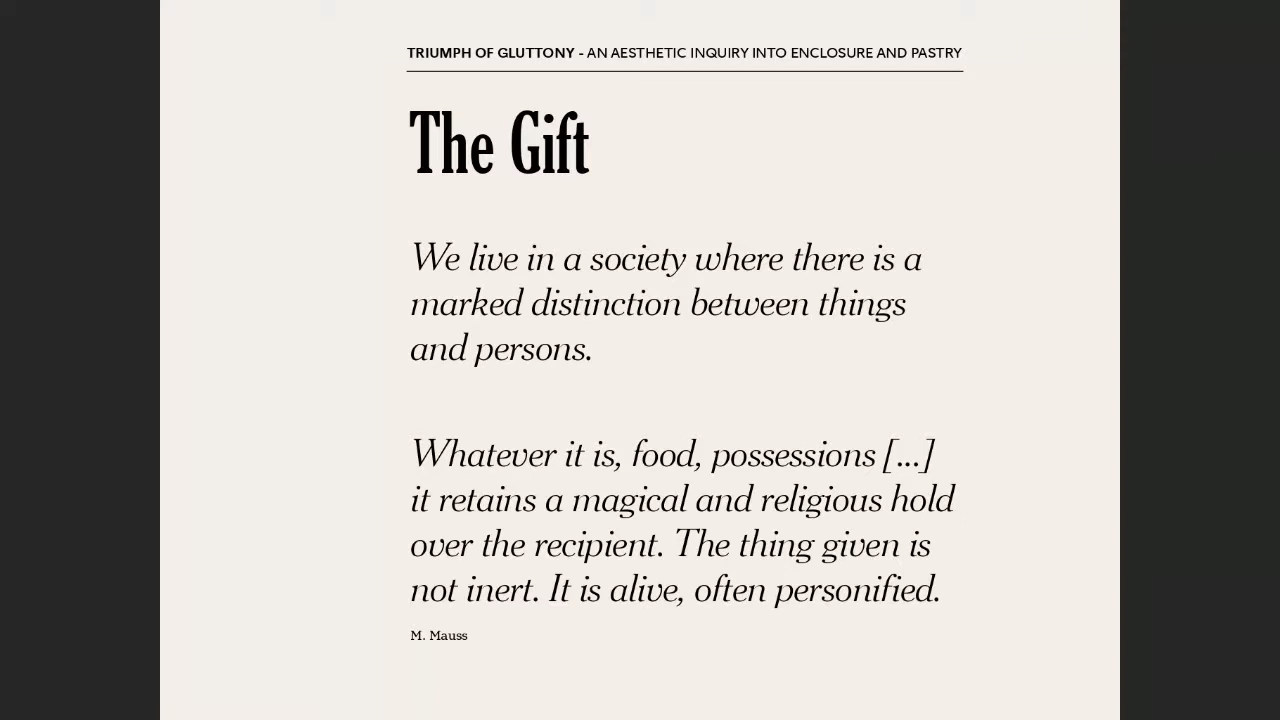 TRIUMPH OF GLUTTONY - AN AESTHETIC INQUIRY INTO ENCLOSURE AND PASTRY
The Gift
We live in a society where there is a
marked distinction between things
and persons.
Whatever it is, food, possessions [...]
it retains a magical and religious hold
over the recipient. The thing given is
not inert. It is alive, often personified.
M. Mauss